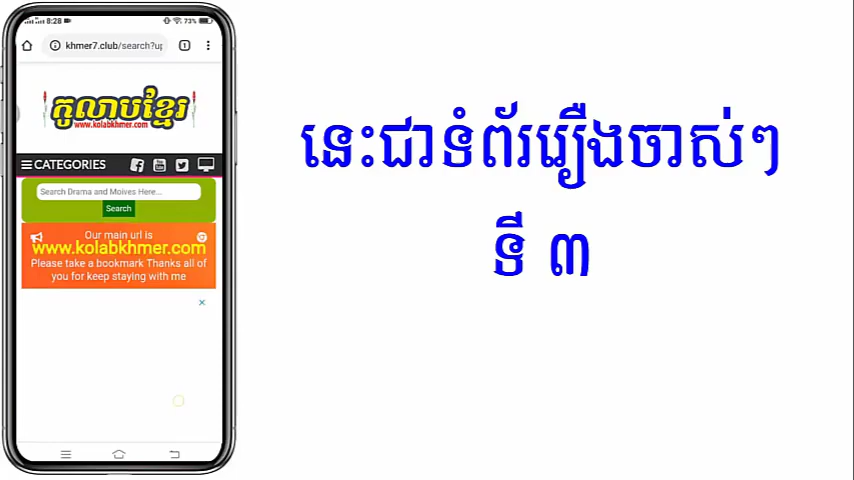 8:28
73%
khmer7.club/search?up
1
កូលាបខ្មែរ
www.kolabkhmer.com
CATEGORIES
Search Drama and Moives Here...
Search
Our main url is
www.kolabkhmer.com
Please take a bookmark Thanks all of
you for keep staying with me
នេះជាទំព័ររឿងចាស់ៗ
ទី ៣